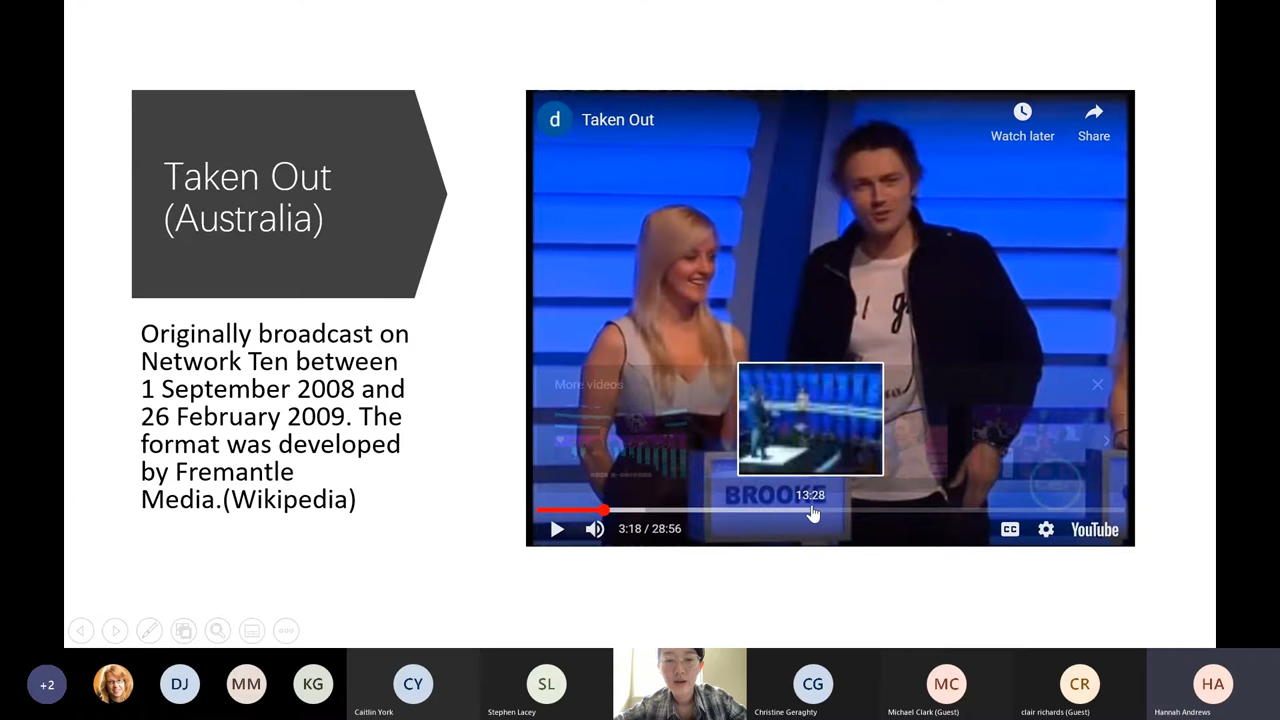 Taken Out
(Australia)
Originally broadcast on
Network Ten between
1 September 2008 and
26 February 2009. The
format was developed
by Fremantle
Media.(Wikipedia)
d
Taken Out
Watch later
Share
More videos
BROOKE
13:28
3:18 / 28:56
CC
YouTube
+2
DJ
MM
KG
CY
Caitlin York
SL
Stephen Lacey
CG
Christine Geraghty
MC
Michael Clark (Guest)
CR
clair richards (Guest)
HA
Hannah Andrews